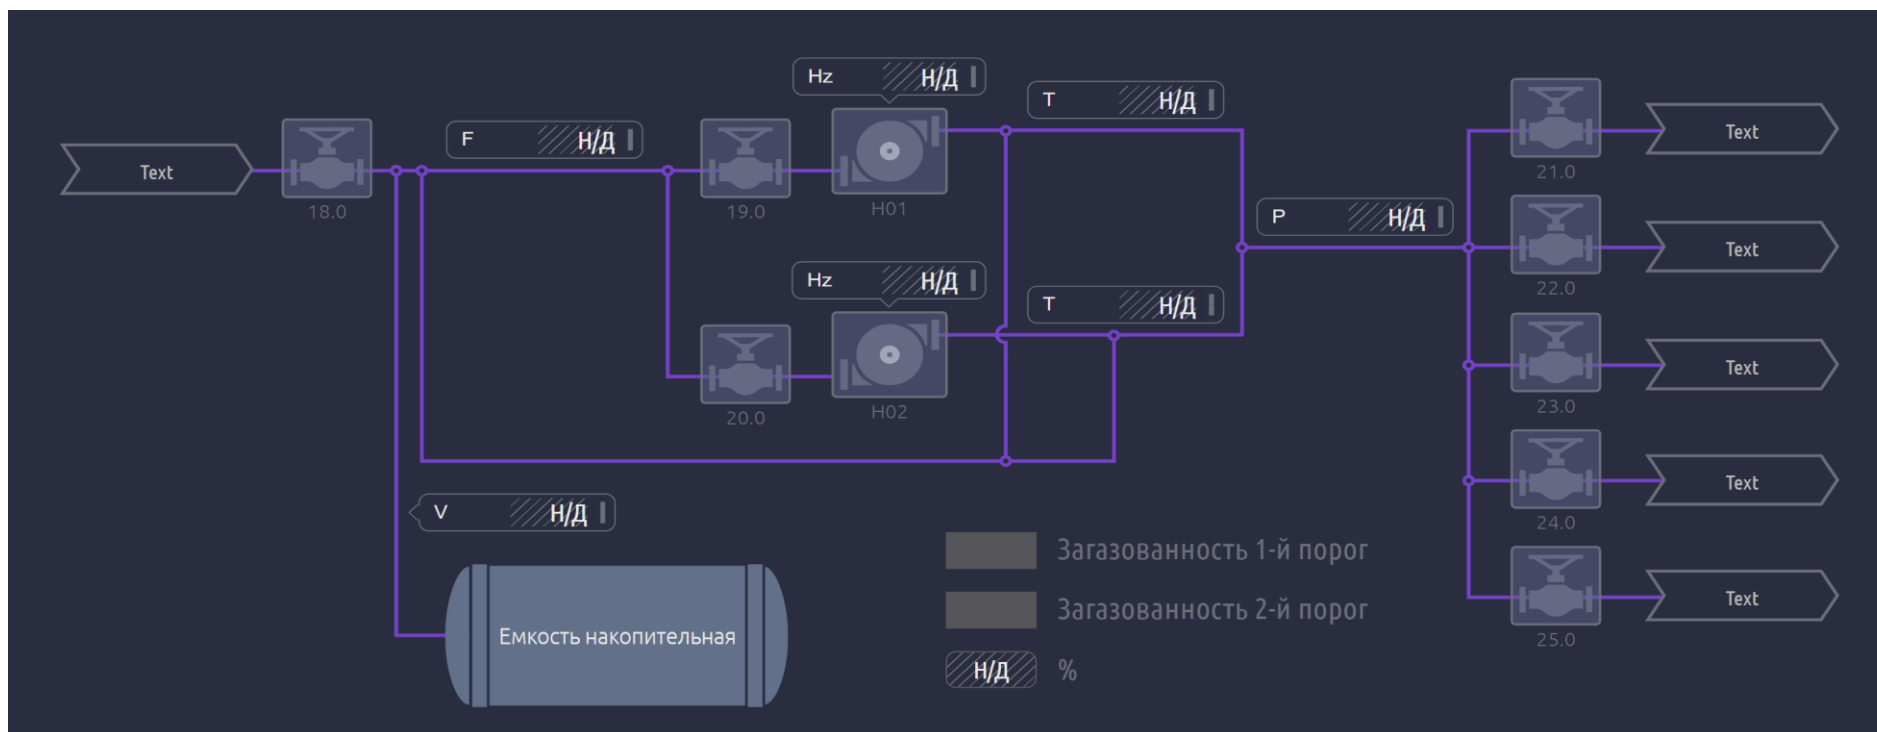 Hz Н/Д
T Н/Д
F Н/Д
Text
Text
18.0
19.0
H01
21.0
P Н/Д
Text
22.0
Hz Н/Д
T Н/Д
20.0
H02
Text
23.0
V Н/Д
Text
24.0
Загазованность 1-й порог
Загазованность 2-й порог
Text
25.0
Емкость накопительная
Н/Д %